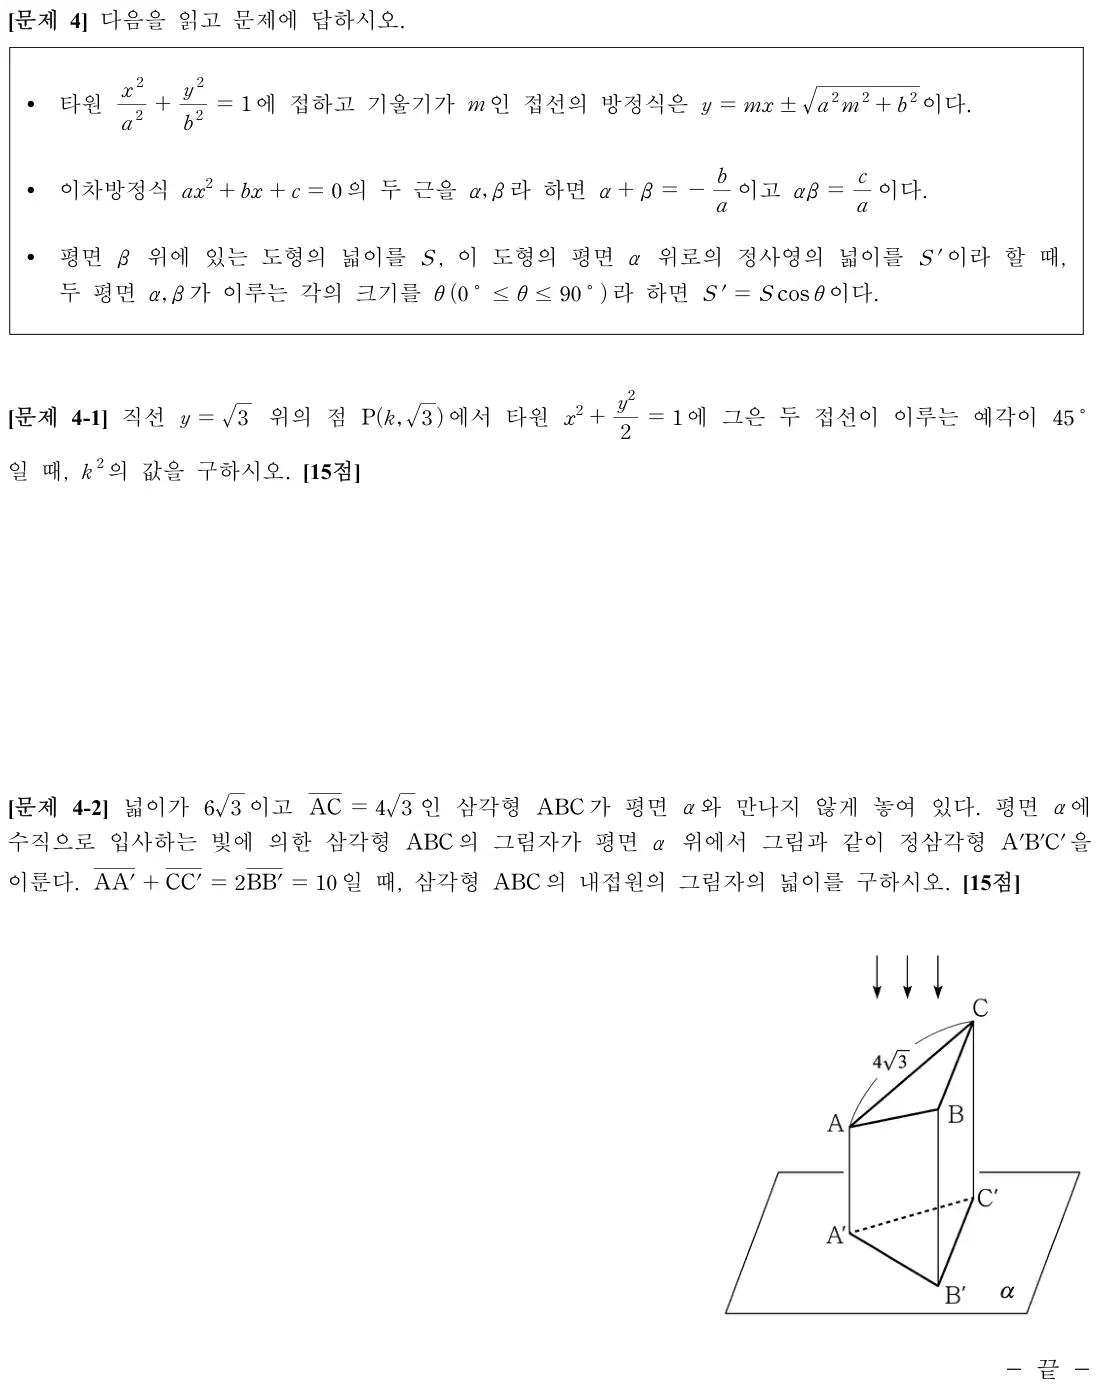 [문제 4] 다음을 읽고 문제에 답하시오.
• 타원 x²/a² + y²/b² = 1에 접하고 기울기가 m인 접선의 방정식은 y = mx ± √(a²m² + b²)이다.
• 이차방정식 ax² + bx + c = 0의 두 근을 α, β라 하면 α + β = − b/a 이고 αβ = c/a 이다.
• 평면 β 위에 있는 도형의 넓이를 S, 이 도형의 평면 α 위로의 정사영의 넓이를 S′이라 할 때,
두 평면 α, β가 이루는 각의 크기를 θ(0° ≤ θ ≤ 90°)라 하면 S′ = S cos θ이다.
[문제 4-1] 직선 y = √3 위의 점 P(k, √3)에서 타원 x² + y²/2 = 1에 그은 두 접선이 이루는 예각이 45°
일 때, k²의 값을 구하시오. [15점]
[문제 4-2] 넓이가 6√3이고 A̅C̅ = 4√3인 삼각형 ABC가 평면 α와 만나지 않게 놓여 있다. 평면 α에
수직으로 입사하는 빛에 의한 삼각형 ABC의 그림자가 평면 α 위에서 그림과 같이 정삼각형 A′B′C′을
이룬다. A̅A̅′ + C̅C̅′ = 2B̅B̅′ = 10일 때, 삼각형 ABC의 내접원의 그림자의 넓이를 구하시오. [15점]
C
4√3
A
B
C′
A′
B′
α
− 끝 −